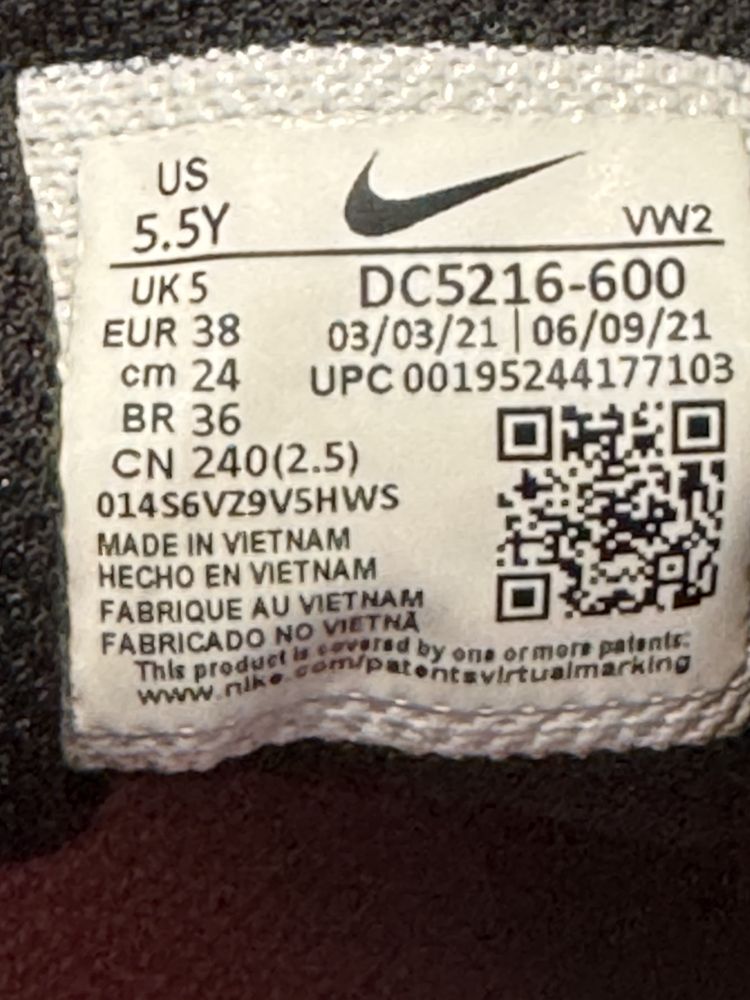 US
5.5Y
VW2
UK 5
DC5216-600
EUR 38
03/03/21 | 06/09/21
cm 24
UPC 00195244177103
BR 36
CN 240(2.5)
014S6VZ9V5HWS
MADE IN VIETNAM
HECHO EN VIETNAM
FABRIQUE AU VIETNAM
FABRICADO NO VIETNÃ
This product is covered by one or more patents:
www.nike.com/patentsvirtualmarking